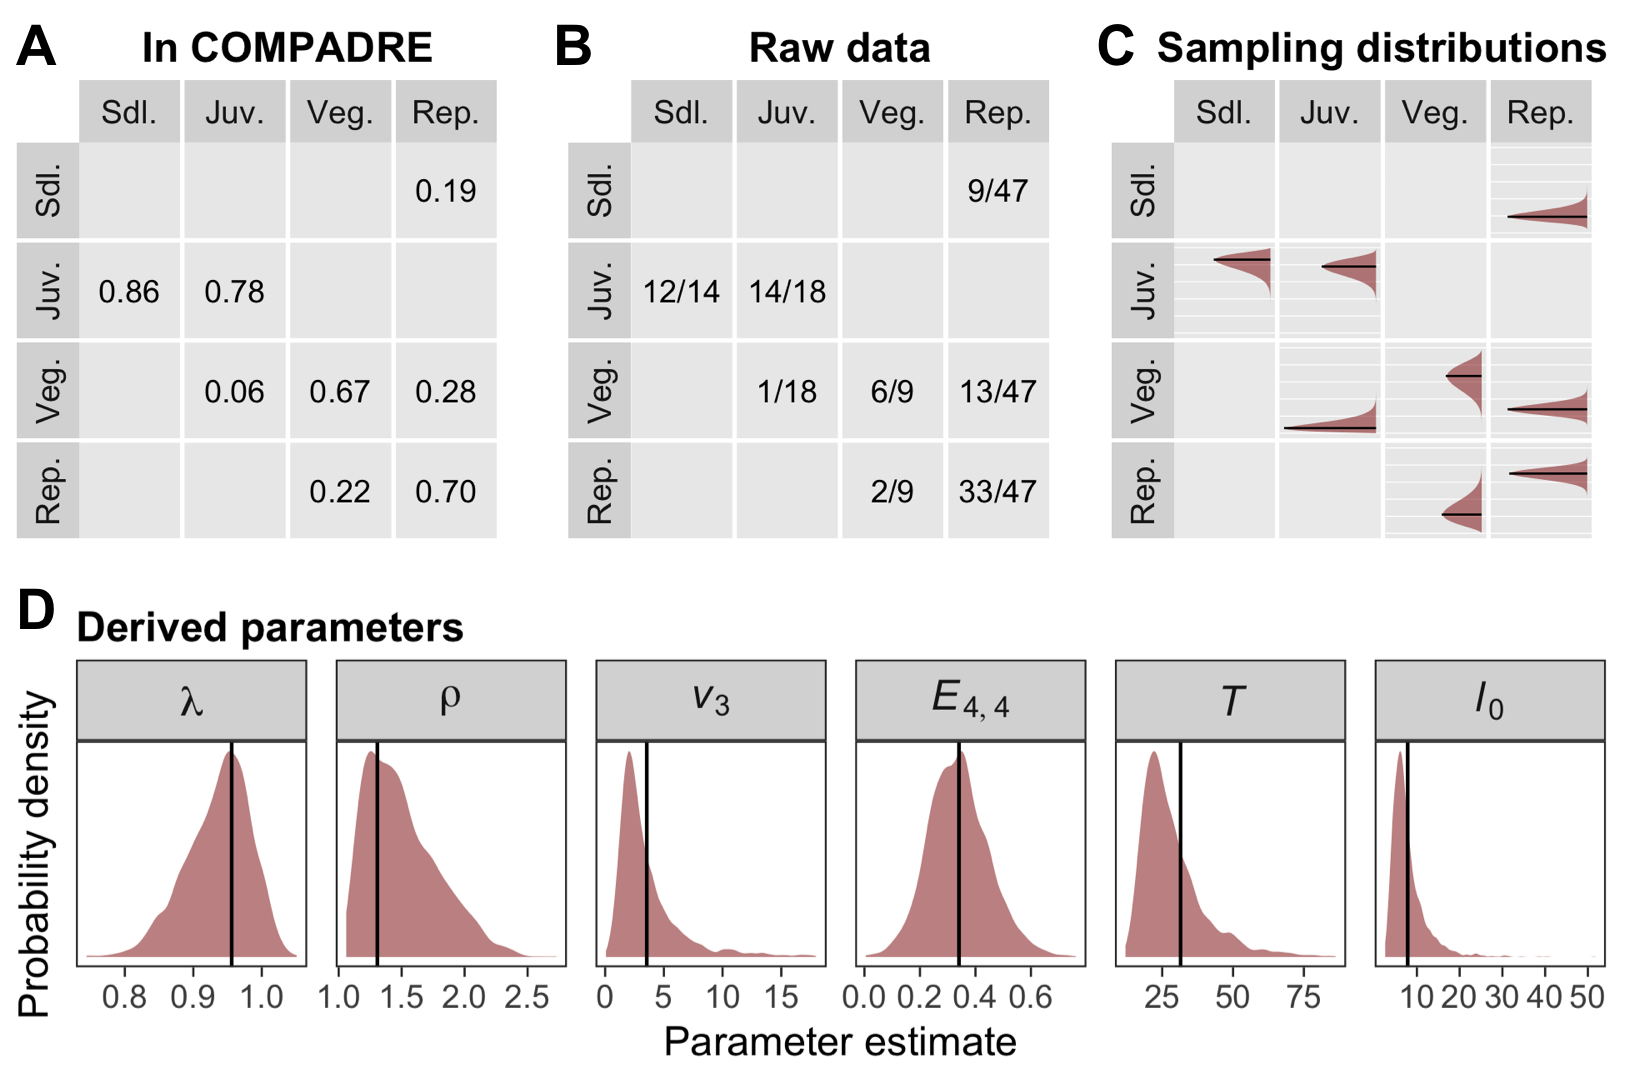 A In COMPADRE
Sdl. Juv. Veg. Rep.
Sdl. 0.19
Juv. 0.86 0.78
Veg. 0.06 0.67 0.28
Rep. 0.22 0.70
B Raw data
Sdl. Juv. Veg. Rep.
Sdl. 9/47
Juv. 12/14 14/18
Veg. 1/18 6/9 13/47
Rep. 2/9 33/47
C Sampling distributions
Sdl. Juv. Veg. Rep.
Sdl.
Juv.
Veg.
Rep.
D Derived parameters
λ ρ v₃ E₄, ₄ T l₀
Probability density
0.8 0.9 1.0 1.0 1.5 2.0 2.5 0 5 10 15 0.0 0.2 0.4 0.6 25 50 75 10 20 30 40 50
Parameter estimate